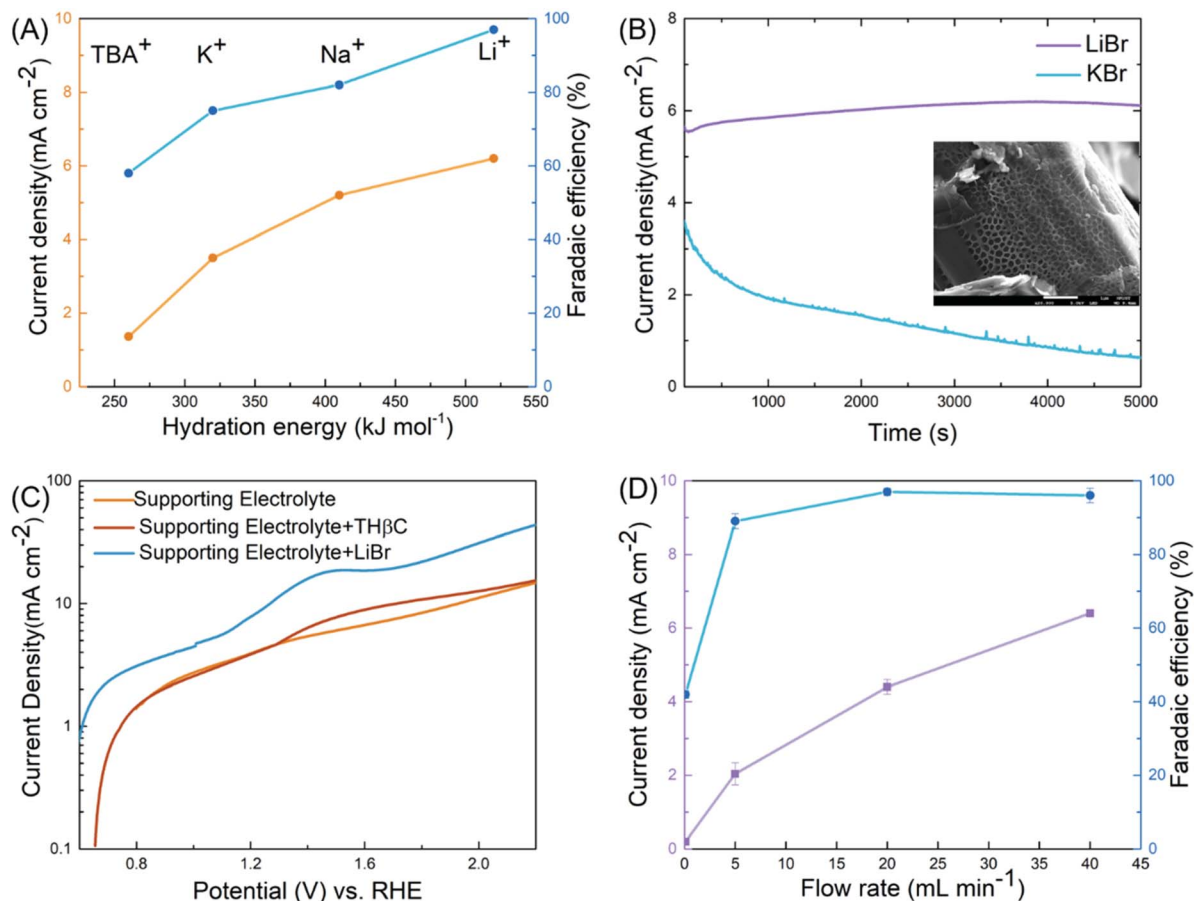 (A)
TBA⁺ K⁺ Na⁺ Li⁺
Current density(mA cm⁻²)
Faradaic efficiency (%)
0 2 4 6 8 10
0 20 40 60 80 100
250 300 350 400 450 500 550
Hydration energy (kJ mol⁻¹)
(B)
LiBr
KBr
Current density(mA cm⁻²)
0 2 4 6 8
1000 2000 3000 4000 5000
Time (s)
(C)
Supporting Electrolyte
Supporting Electrolyte+THβC
Supporting Electrolyte+LiBr
Current Density(mA cm⁻²)
0.1 1 10 100
0.8 1.2 1.6 2.0
Potential (V) vs. RHE
(D)
Current density (mA cm⁻²)
Faradaic efficiency (%)
0 2 4 6 8 10
0 20 40 60 80 100
0 5 10 15 20 25 30 35 40 45
Flow rate (mL min⁻¹)